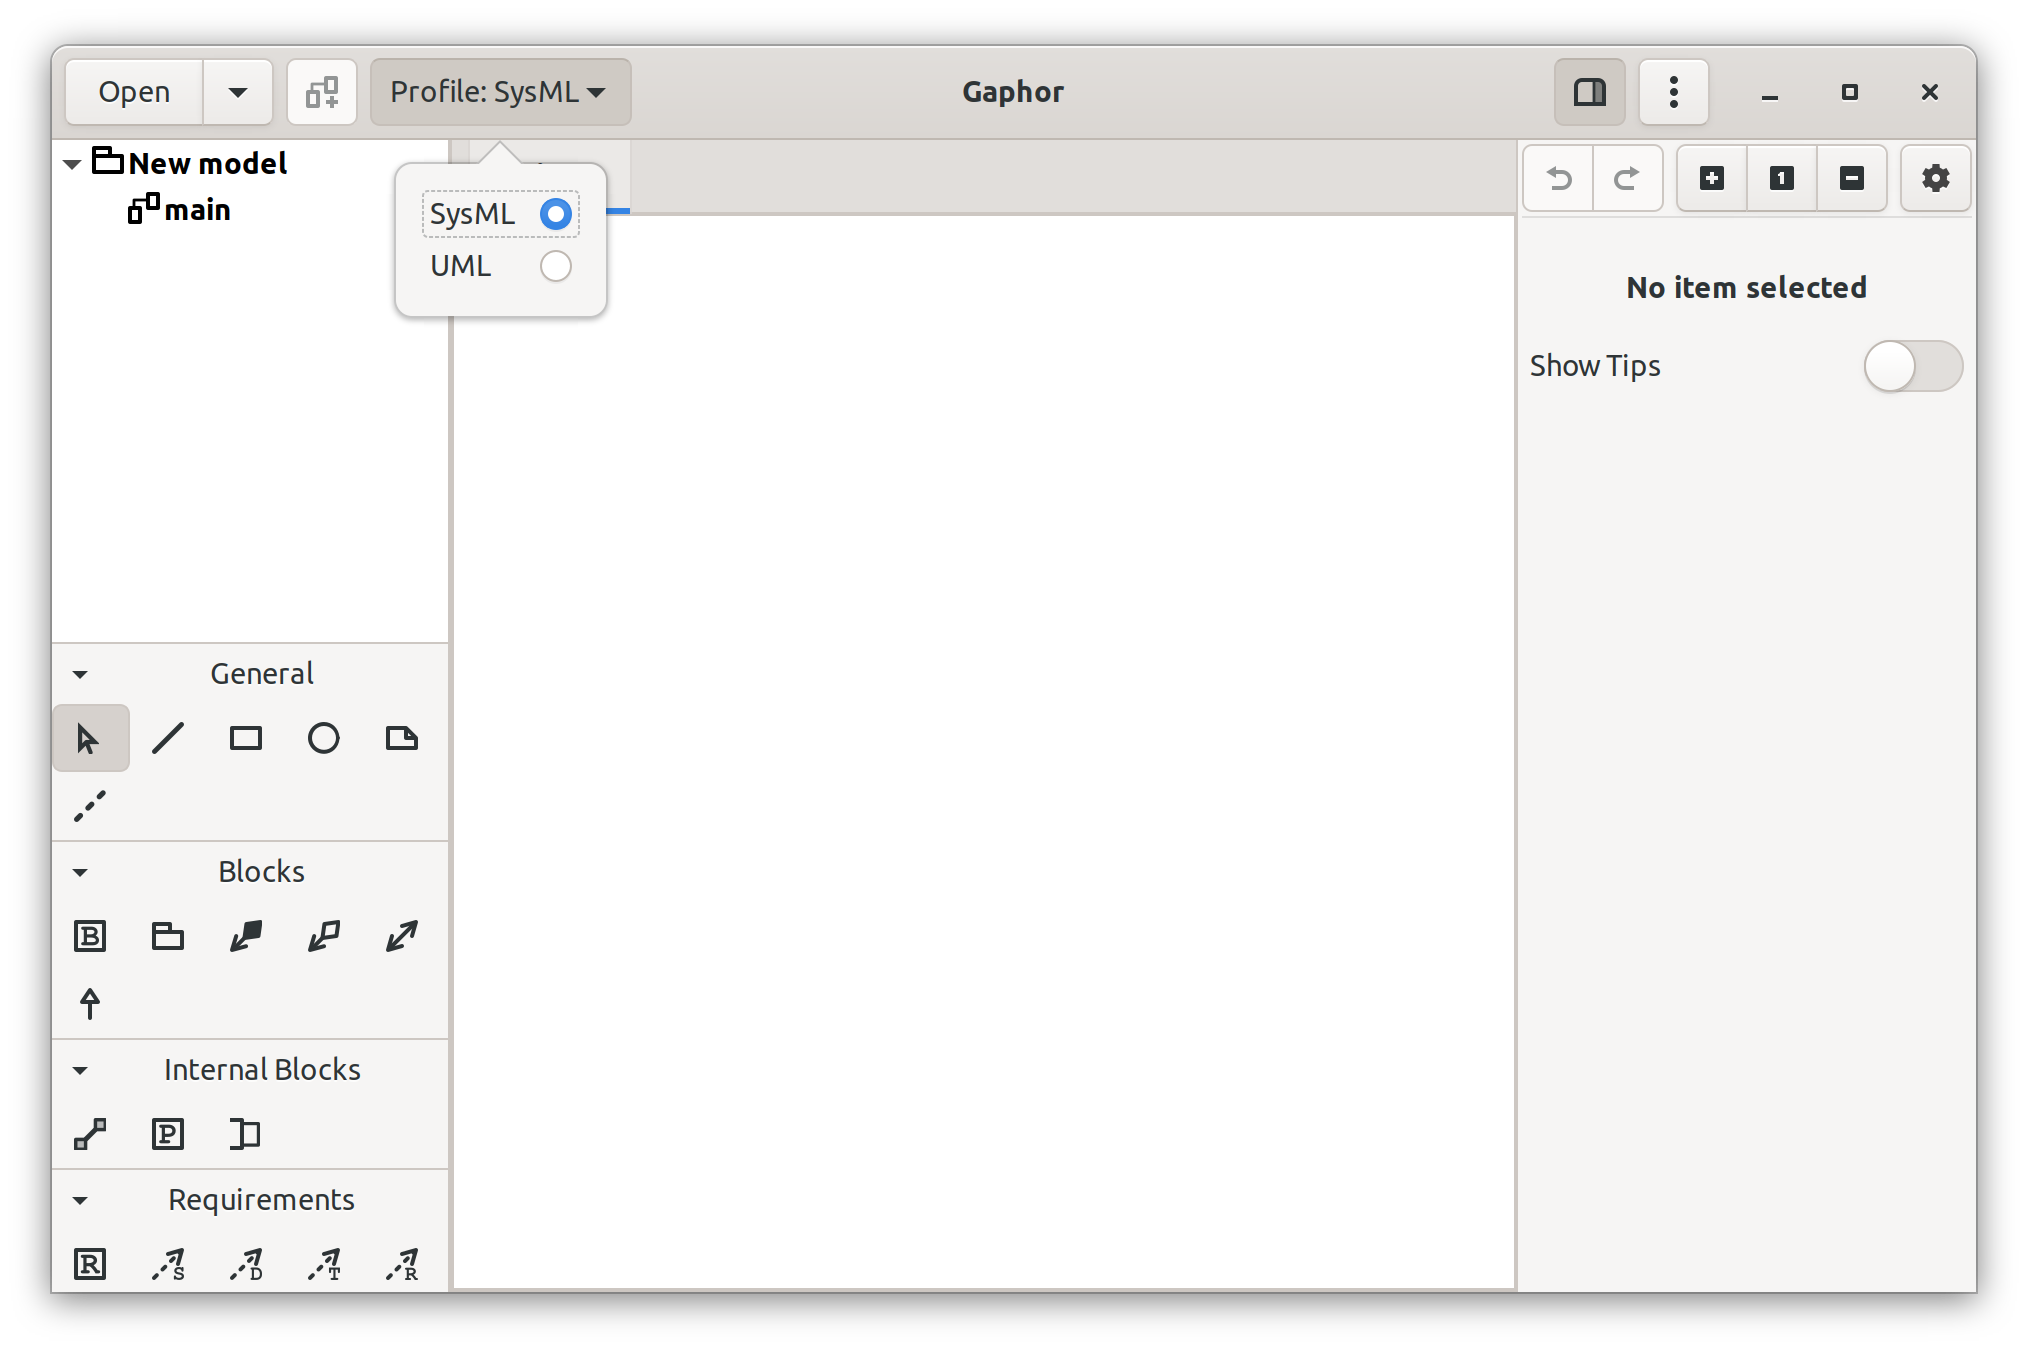 Open
Profile: SysML
Gaphor
New model
main
SysML
UML
1
No item selected
Show Tips
General
Blocks
B
Internal Blocks
P
Requirements
R
S
D
T
R